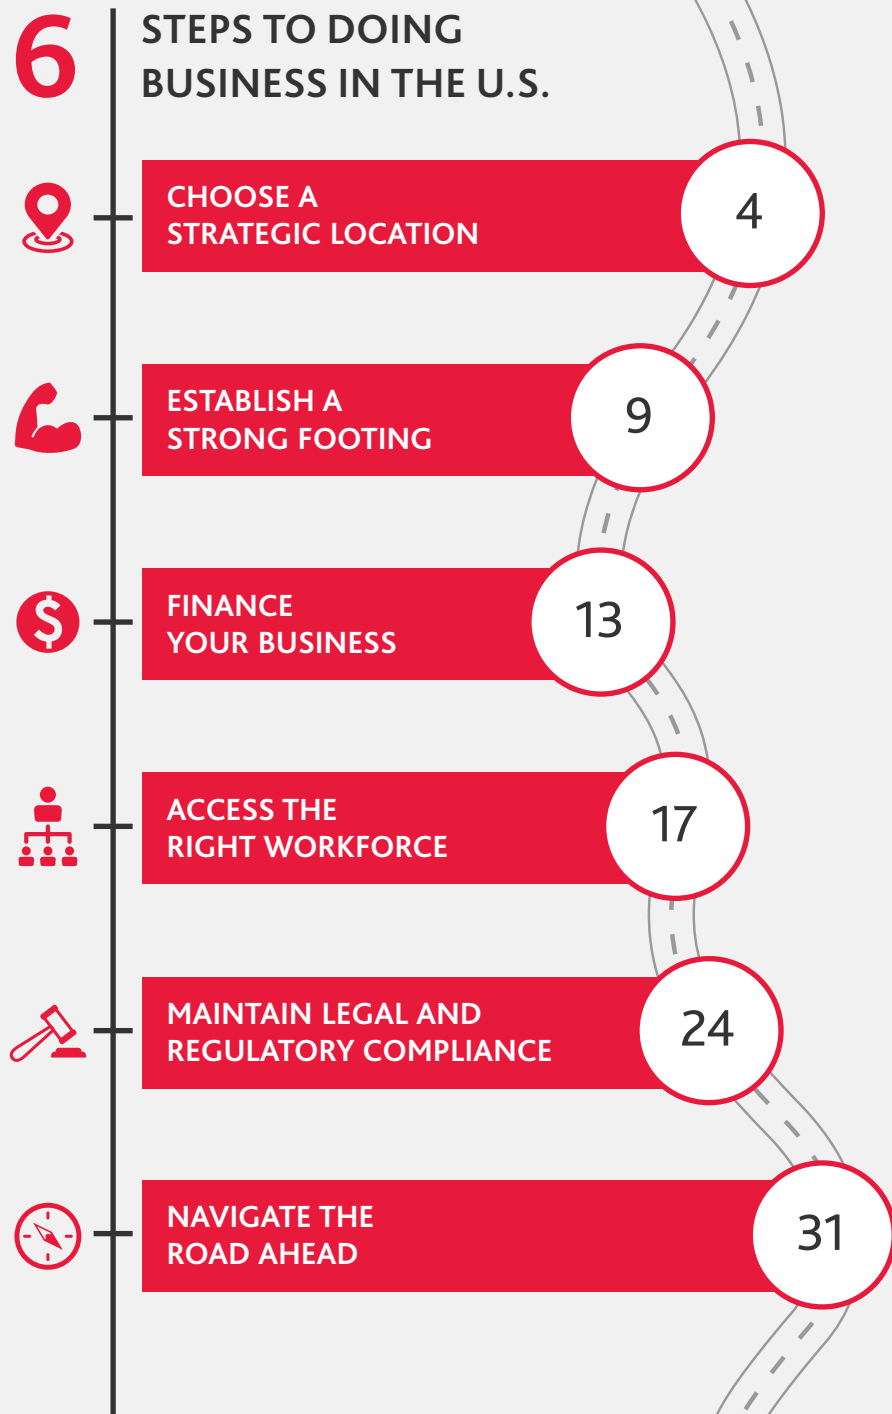 6
STEPS TO DOING
BUSINESS IN THE U.S.
CHOOSE A
STRATEGIC LOCATION
4
ESTABLISH A
STRONG FOOTING
9
FINANCE
YOUR BUSINESS
13
ACCESS THE
RIGHT WORKFORCE
17
MAINTAIN LEGAL AND
REGULATORY COMPLIANCE
24
NAVIGATE THE
ROAD AHEAD
31